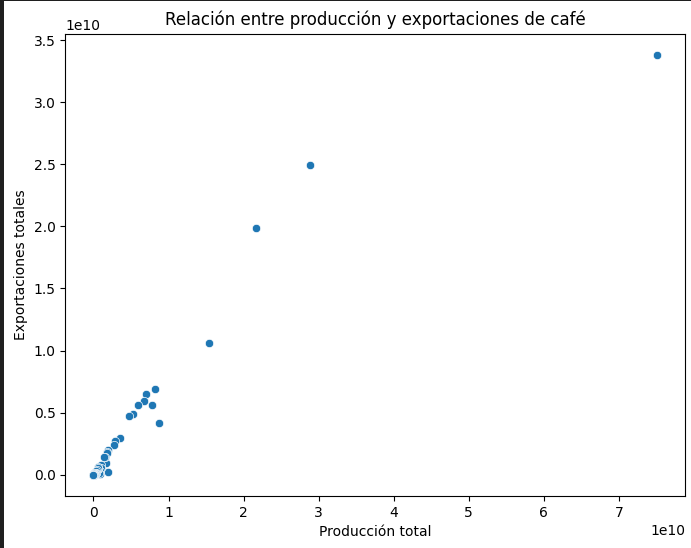 Relación entre producción y exportaciones de café
1e10
3.5
3.0
2.5
2.0
1.5
1.0
0.5
0.0
Exportaciones totales
0 1 2 3 4 5 6 7
1e10
Producción total